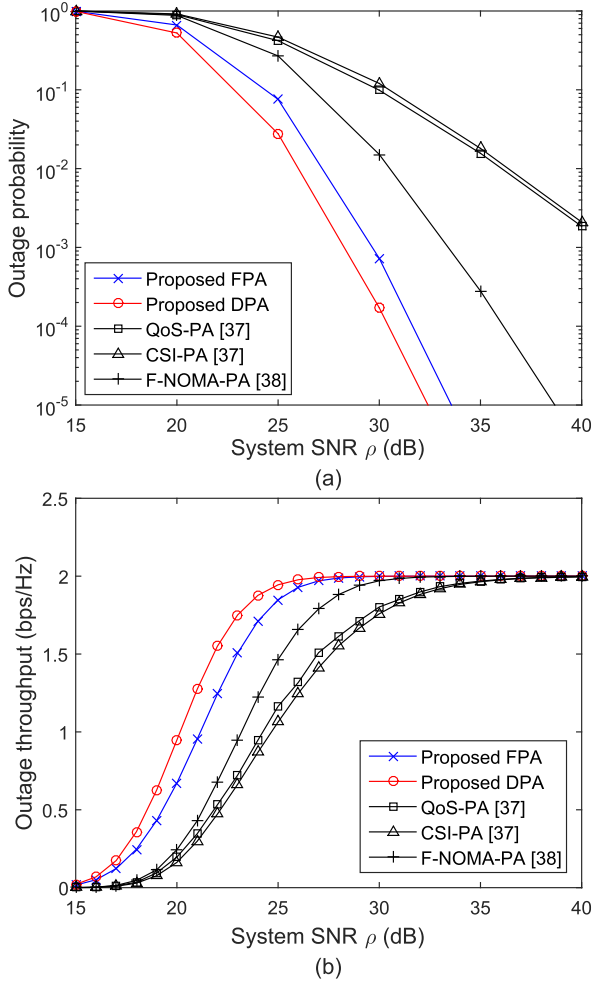 10^0
10^-1
10^-2
10^-3
10^-4
10^-5
Outage probability
Proposed FPA
Proposed DPA
QoS-PA [37]
CSI-PA [37]
F-NOMA-PA [38]
15 20 25 30 35 40
System SNR ρ (dB)
(a)
2.5
2
1.5
1
0.5
0
Outage throughput (bps/Hz)
Proposed FPA
Proposed DPA
QoS-PA [37]
CSI-PA [37]
F-NOMA-PA [38]
15 20 25 30 35 40
System SNR ρ (dB)
(b)